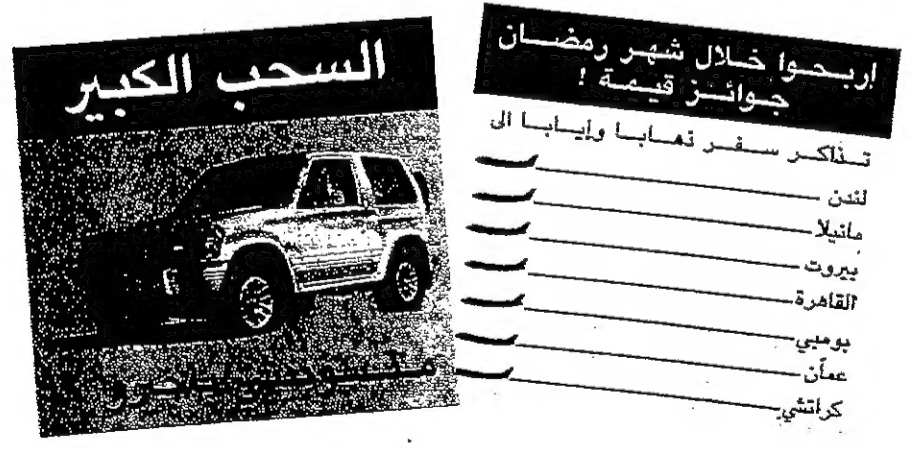 اربحوا خلال شهر رمضان
جوائز قيمة !
تذاكر سفر ذهابا وإيابا الى
لندن
مانيلا
بيروت
القاهرة
بومبي
عمان
كراتشي
السحب الكبير
متسوبيشي باجيرو